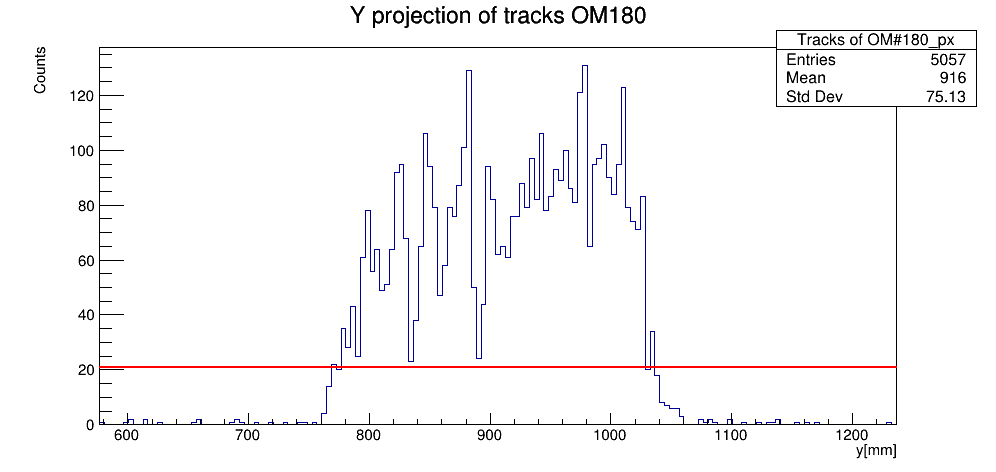 Y projection of tracks OM180
Tracks of OM#180_px
Entries 5057
Mean 916
Std Dev 75.13
Counts
120
100
80
60
40
20
0
600 700 800 900 1000 1100 1200
y[mm]